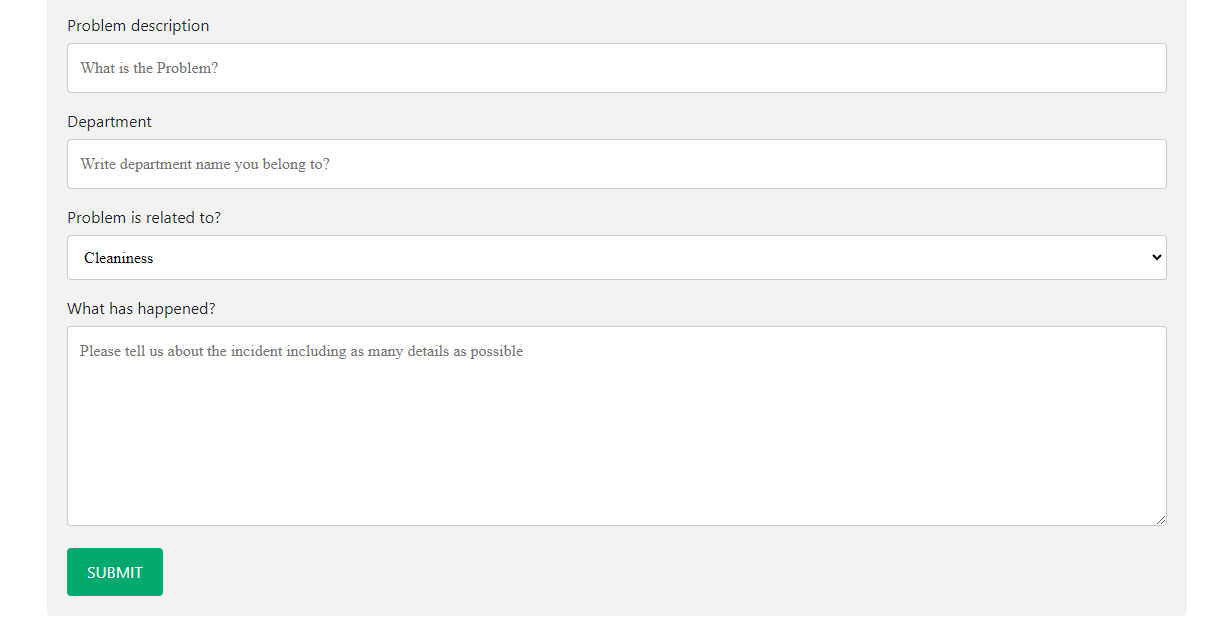 Problem description
What is the Problem?
Department
Write department name you belong to?
Problem is related to?
Cleaniness
What has happened?
Please tell us about the incident including as many details as possible
SUBMIT